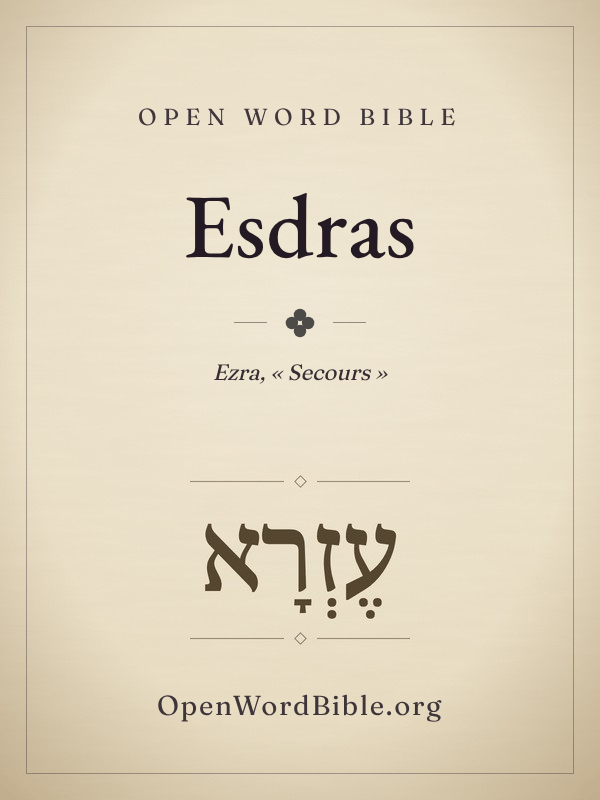 OPEN WORD BIBLE
Esdras
Ezra, « Secours »
עֶזְרָא
OpenWordBible.org